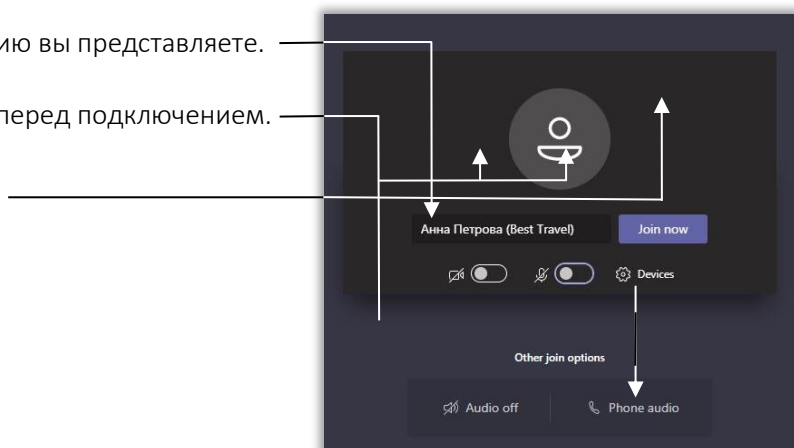 ию вы представляете.
перед подключением.
Анна Петрова (Best Travel)
Join now
Devices
Other join options
Audio off
Phone audio